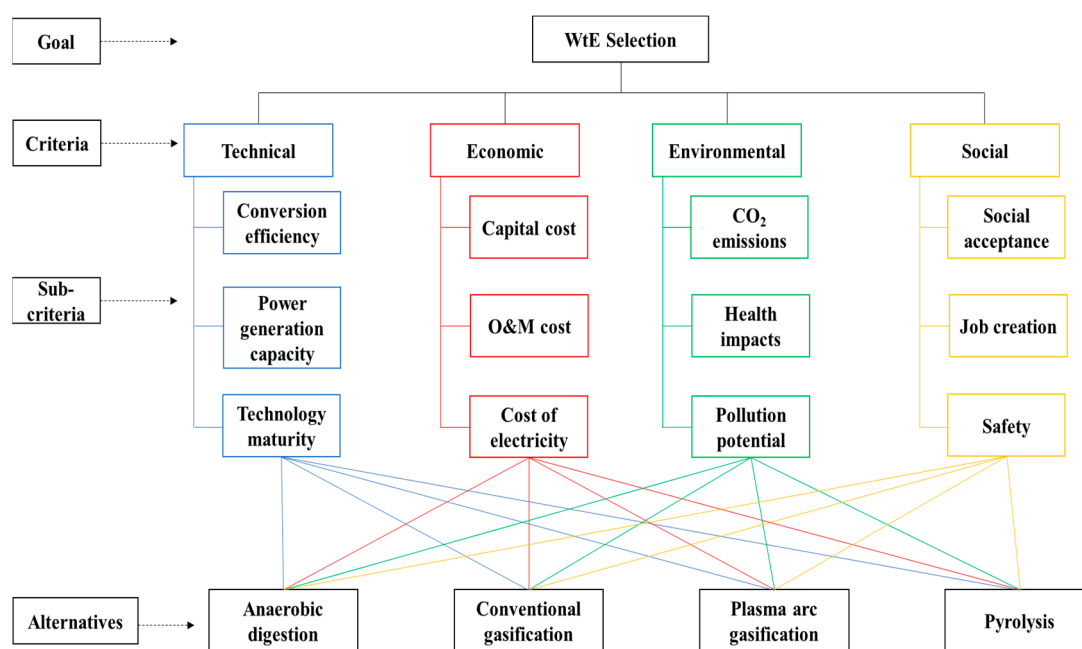 Goal
WtE Selection
Criteria
Technical
Economic
Environmental
Social
Sub-
criteria
Conversion
efficiency
Capital cost
CO₂
emissions
Social
acceptance
Power
generation
capacity
O&M cost
Health
impacts
Job creation
Technology
maturity
Cost of
electricity
Pollution
potential
Safety
Alternatives
Anaerobic
digestion
Conventional
gasification
Plasma arc
gasification
Pyrolysis